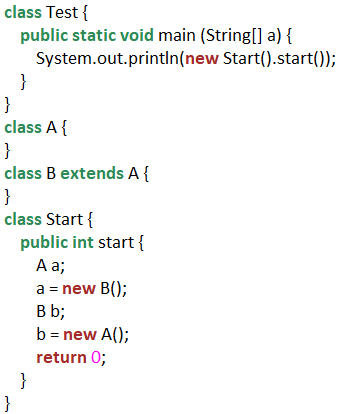 class Test {
public static void main (String[] a) {
System.out.println(new Start().start());
}
}
class A {
}
class B extends A {
}
class Start {
public int start {
A a;
a = new B();
B b;
b = new A();
return 0;
}
}